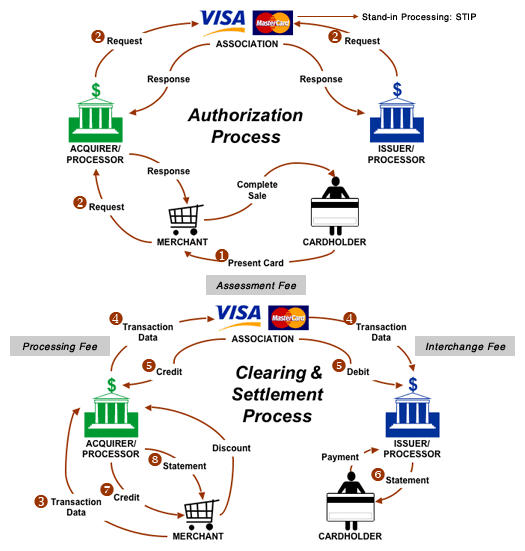 VISA MasterCard Stand-in Processing: STIP
2 Request
ASSOCIATION
2 Request
Response
Response
$
$
Authorization
Process
ACQUIRER/
PROCESSOR
ISSUER/
PROCESSOR
Response
Complete
Sale
2 Request
MERCHANT
CARDHOLDER
1 Present Card
Assessment Fee
VISA MasterCard
4 Transaction
Data
4 Transaction
Data
ASSOCIATION
Processing Fee
Interchange Fee
5 Credit
5 Debit
Clearing &
Settlement
Process
$
$
ACQUIRER/
PROCESSOR
ISSUER/
PROCESSOR
Discount
8 Statement
Payment
6 Statement
7 Credit
3 Transaction
Data
MERCHANT
CARDHOLDER